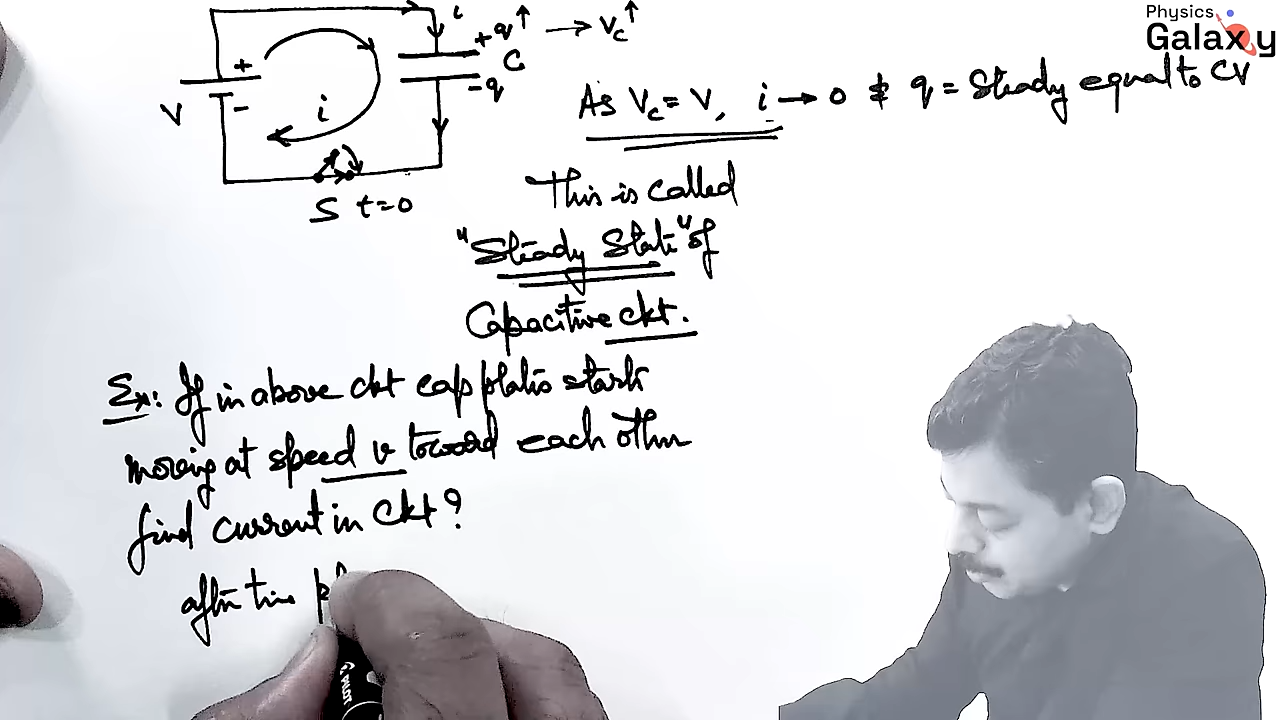 Physics
Galaxy
i
+q↑ → Vc↑
C
-q
+
-
V
i
S t=0
As Vc = V, i → 0 & q = Steady equal to CV
This is called
"Steady State" of
Capacitive ckt.
Ex: If in above ckt cap plates starts
moving at speed v toward each other
find current in ckt?
after time